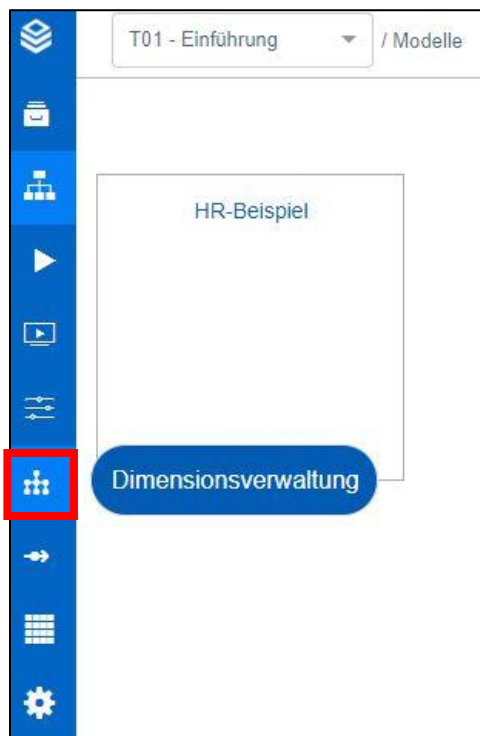 T01 - Einführung / Modelle
HR-Beispiel
Dimensionsverwaltung